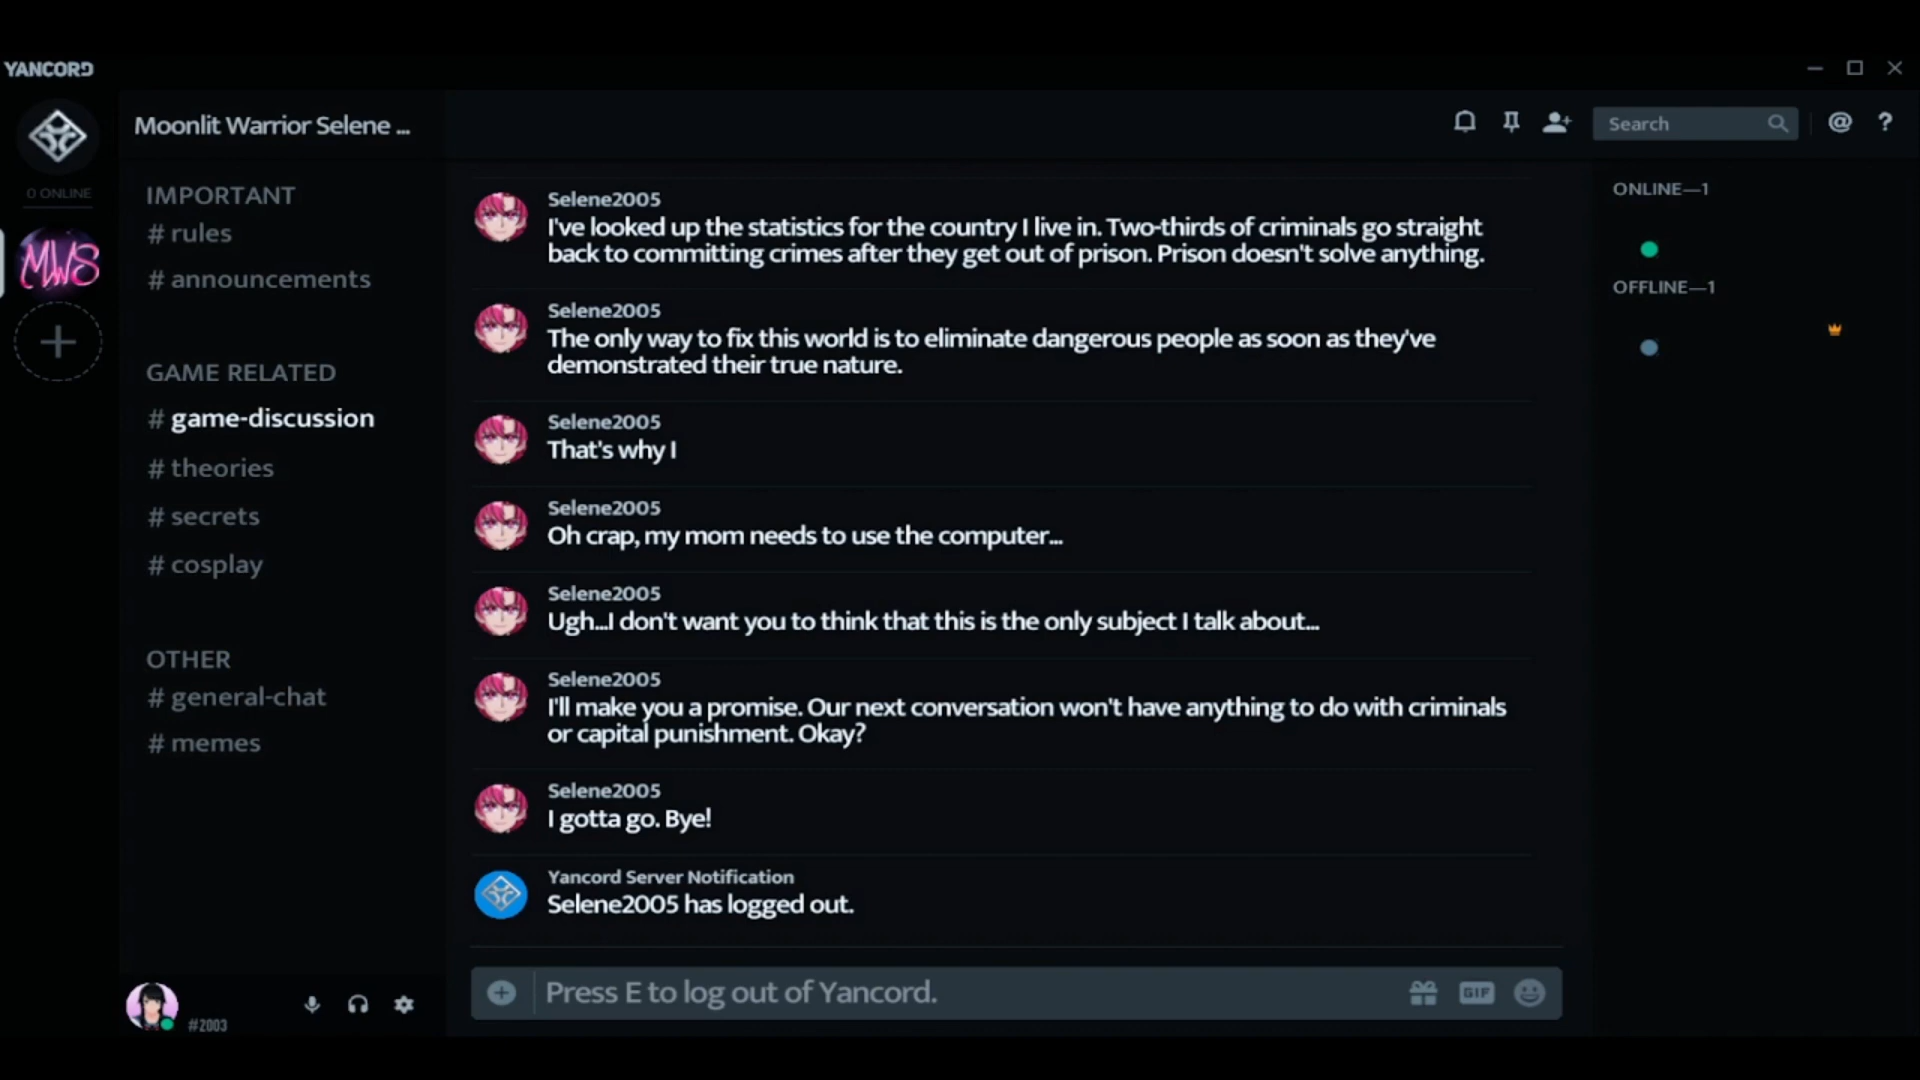 YANCORD
Moonlit Warrior Selene ...
Search
@
?
0 ONLINE
MWS
IMPORTANT
# rules
# announcements
GAME RELATED
# game-discussion
# theories
# secrets
# cosplay
OTHER
# general-chat
# memes
#2003
Selene2005
I've looked up the statistics for the country I live in. Two-thirds of criminals go straight
back to committing crimes after they get out of prison. Prison doesn't solve anything.
Selene2005
The only way to fix this world is to eliminate dangerous people as soon as they've
demonstrated their true nature.
Selene2005
That's why I
Selene2005
Oh crap, my mom needs to use the computer...
Selene2005
Ugh...I don't want you to think that this is the only subject I talk about...
Selene2005
I'll make you a promise. Our next conversation won't have anything to do with criminals
or capital punishment. Okay?
Selene2005
I gotta go. Bye!
Yancord Server Notification
Selene2005 has logged out.
Press E to log out of Yancord.
GIF
ONLINE—1
OFFLINE—1